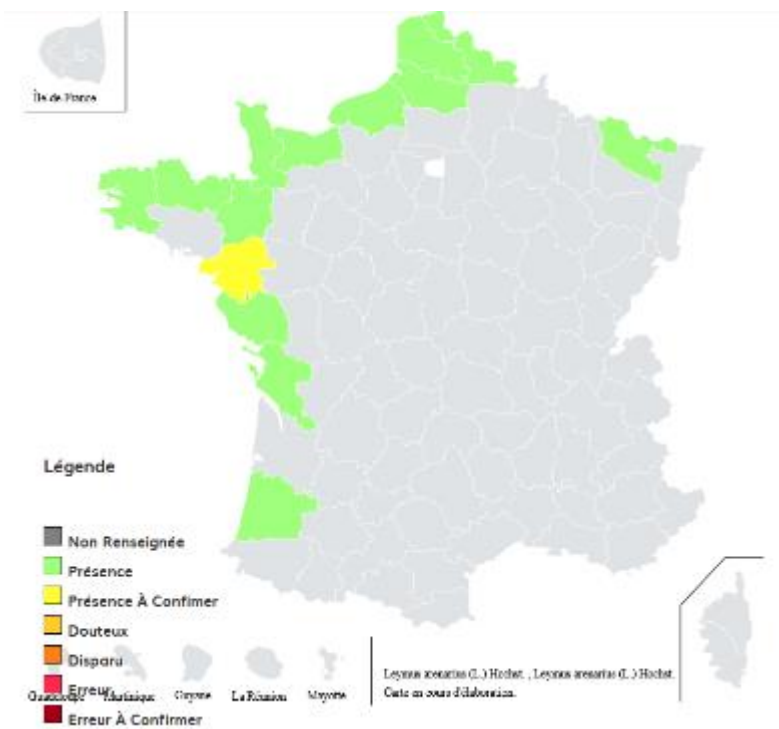 Île-de-France
Légende
Non Renseignée
Présence
Présence À Confimer
Douteux
Disparu
Erreur
Erreur À Confirmer
Guadeloupe Martinique Guyane La Réunion Mayotte
Leymus arenarius (L.) Hochst. , Leymus arenarius (L.) Hochst.
Carte en cours d'élaboration.